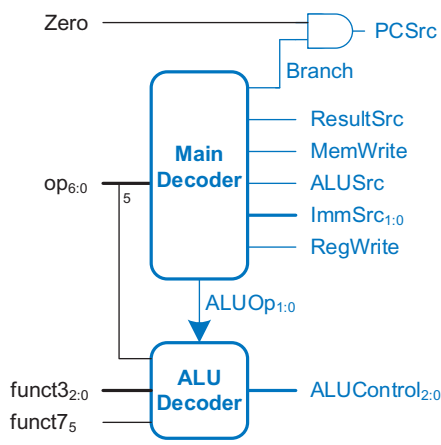 Zero
PCSrc
Branch
ResultSrc
Main
Decoder
MemWrite
op6:0
5
ALUSrc
ImmSrc1:0
RegWrite
ALUOp1:0
ALU
Decoder
funct32:0
ALUControl2:0
funct75